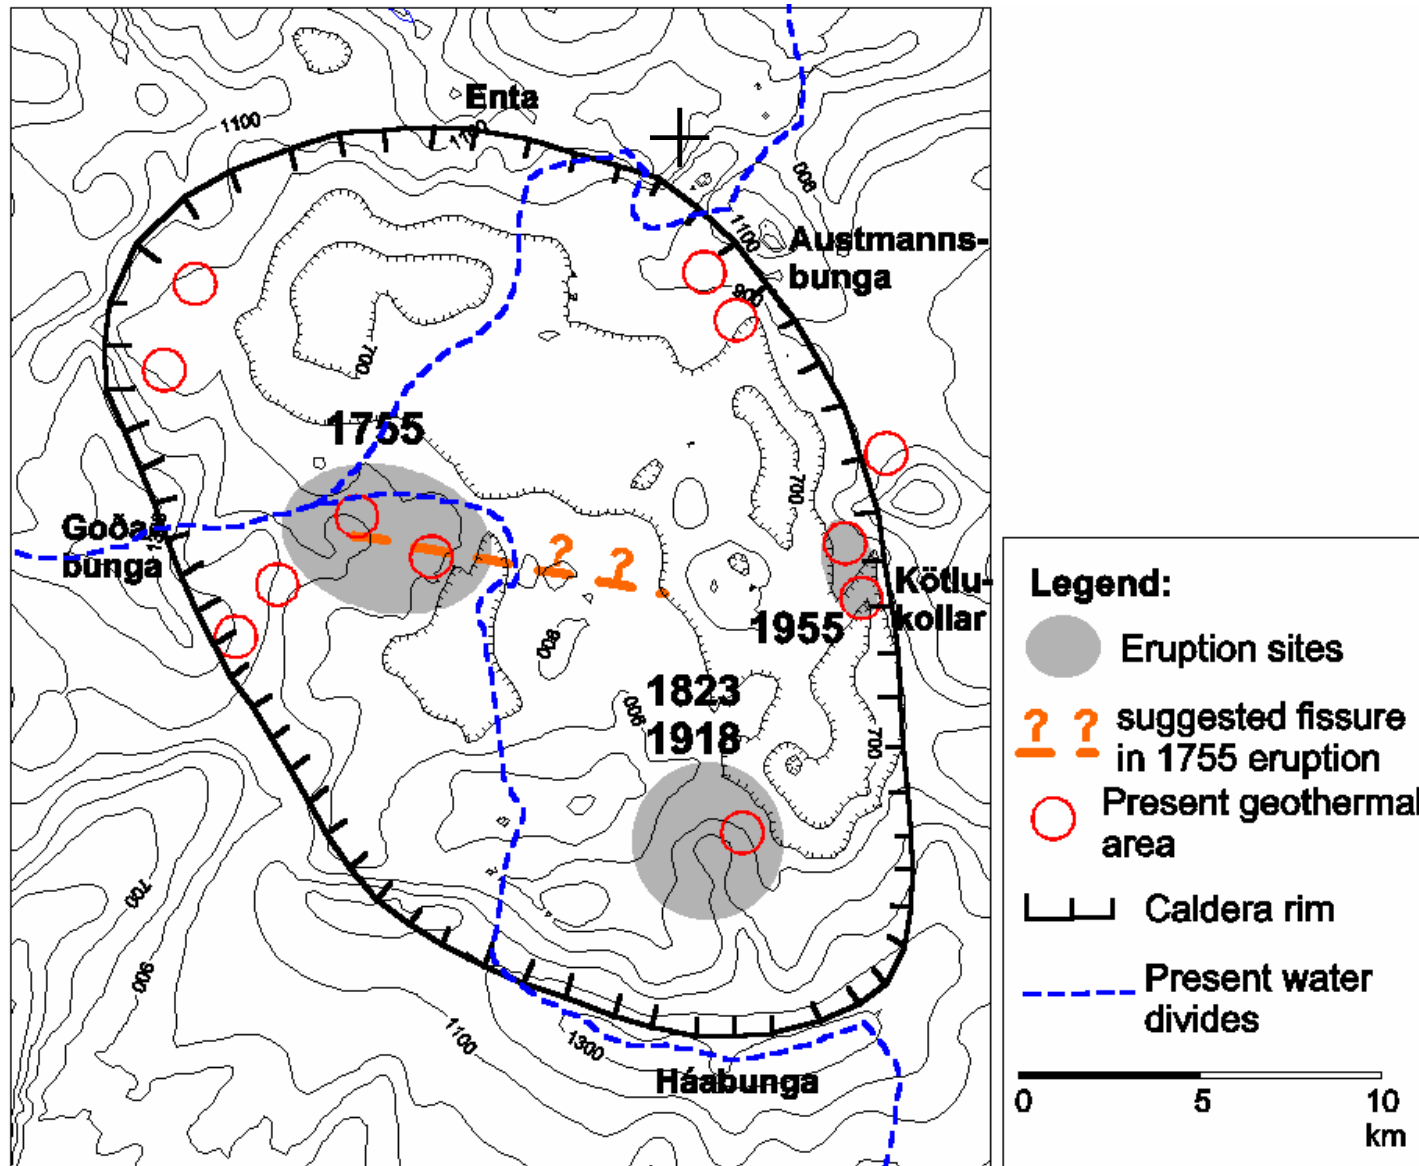 Enta
1100
1100
900
1100
Austmanns-
bunga
900
700
1755
700
Goða-
bunga
1300
? ?
Kötlu-
kollar
1955
800
900
1823
1918
700
700
900
1100
1300
Háabunga
Legend:
Eruption sites
? ? suggested fissure
in 1755 eruption
Present geothermal
area
Caldera rim
Present water
divides
0 5 10
km